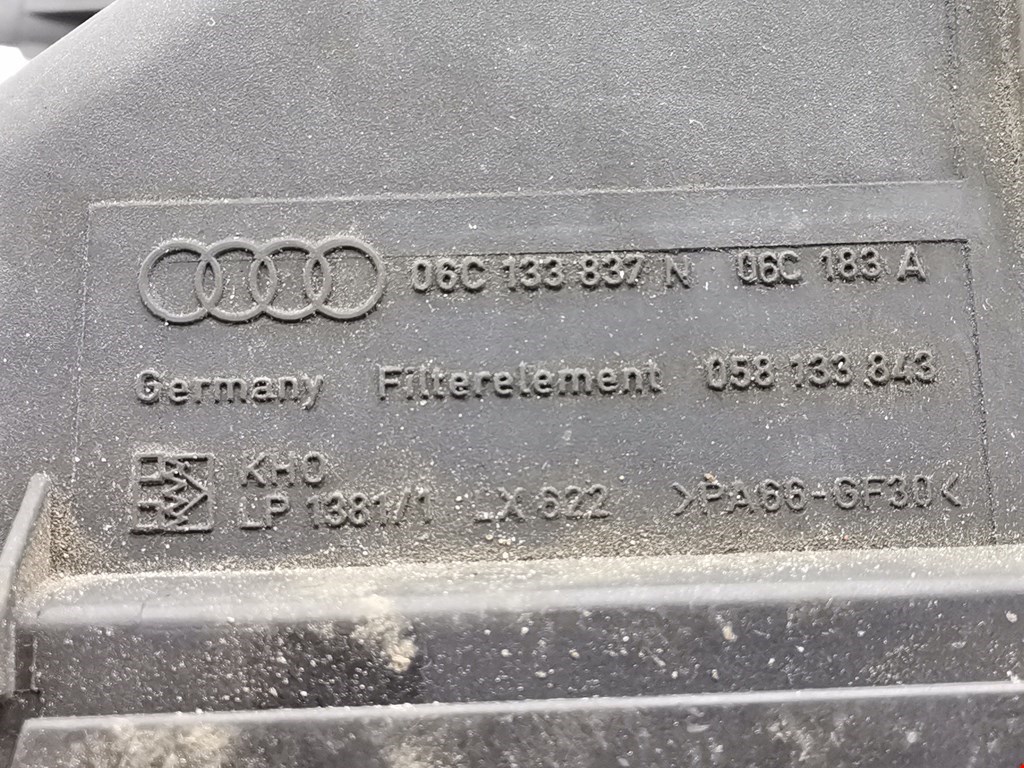 06C 133 837 N 06C 183 A
Germany Filterelement 058 133 843
KHO
LP 1381/1 LX 622 >PA66-GF30<